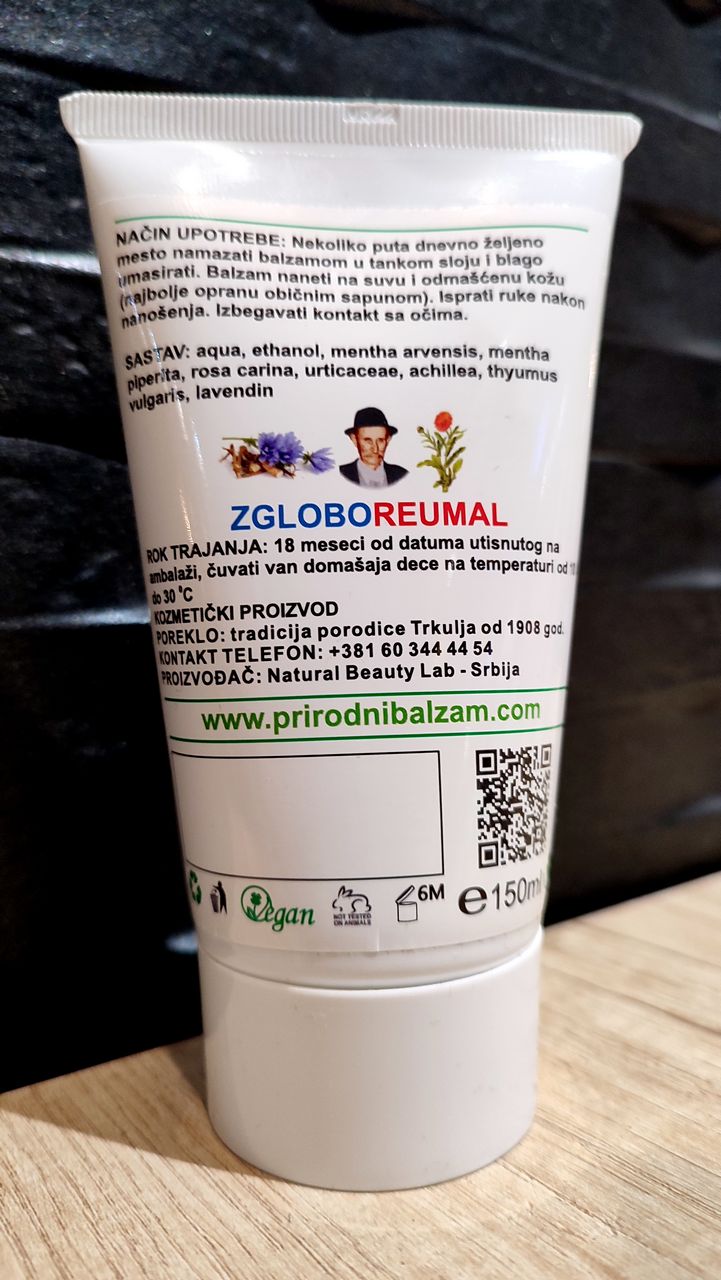 NAČIN UPOTREBE: Nekoliko puta dnevno željeno
mesto namazati balzamom u tankom sloju i blago
umasirati. Balzam naneti na suvu i odmašćenu kožu
(najbolje opranu običnim sapunom). Isprati ruke nakon
nanošenja. Izbegavati kontakt sa očima.
SASTAV: aqua, ethanol, mentha arvensis, mentha
piperita, rosa carina, urticaceae, achillea, thyumus
vulgaris, lavendin
ZGLOBOREUMAL
ROK TRAJANJA: 18 meseci od datuma utisnutog na
ambalaži, čuvati van domašaja dece na temperaturi od 10
do 30 °C
KOZMETIČKI PROIZVOD
POREKLO: tradicija porodice Trkulja od 1908 god.
KONTAKT TELEFON: +381 60 344 44 54
PROIZVOĐAČ: Natural Beauty Lab - Srbija
www.prirodnibalzam.com
Vegan
NOT TESTED
ON ANIMALS
6M
e 150ml